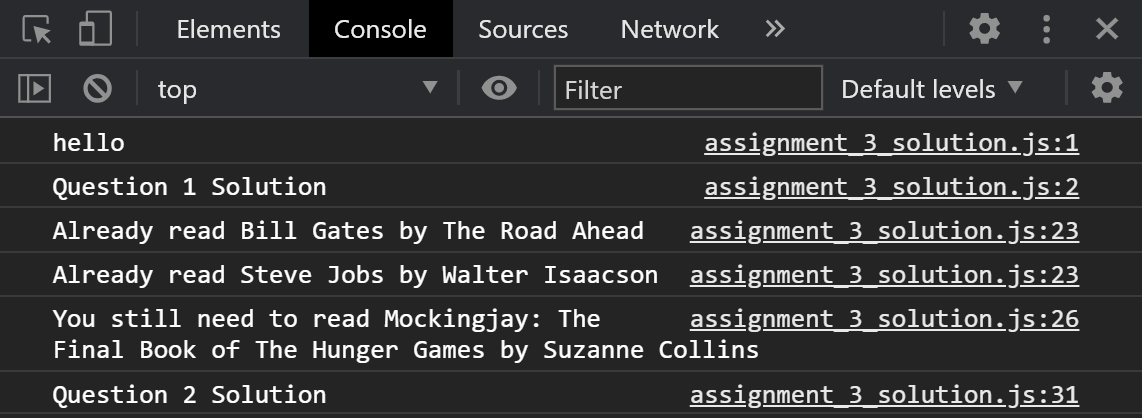 Elements Console Sources Network »
top Filter Default levels
hello assignment_3_solution.js:1
Question 1 Solution assignment_3_solution.js:2
Already read Bill Gates by The Road Ahead assignment_3_solution.js:23
Already read Steve Jobs by Walter Isaacson assignment_3_solution.js:23
You still need to read Mockingjay: The assignment_3_solution.js:26
Final Book of The Hunger Games by Suzanne Collins
Question 2 Solution assignment_3_solution.js:31